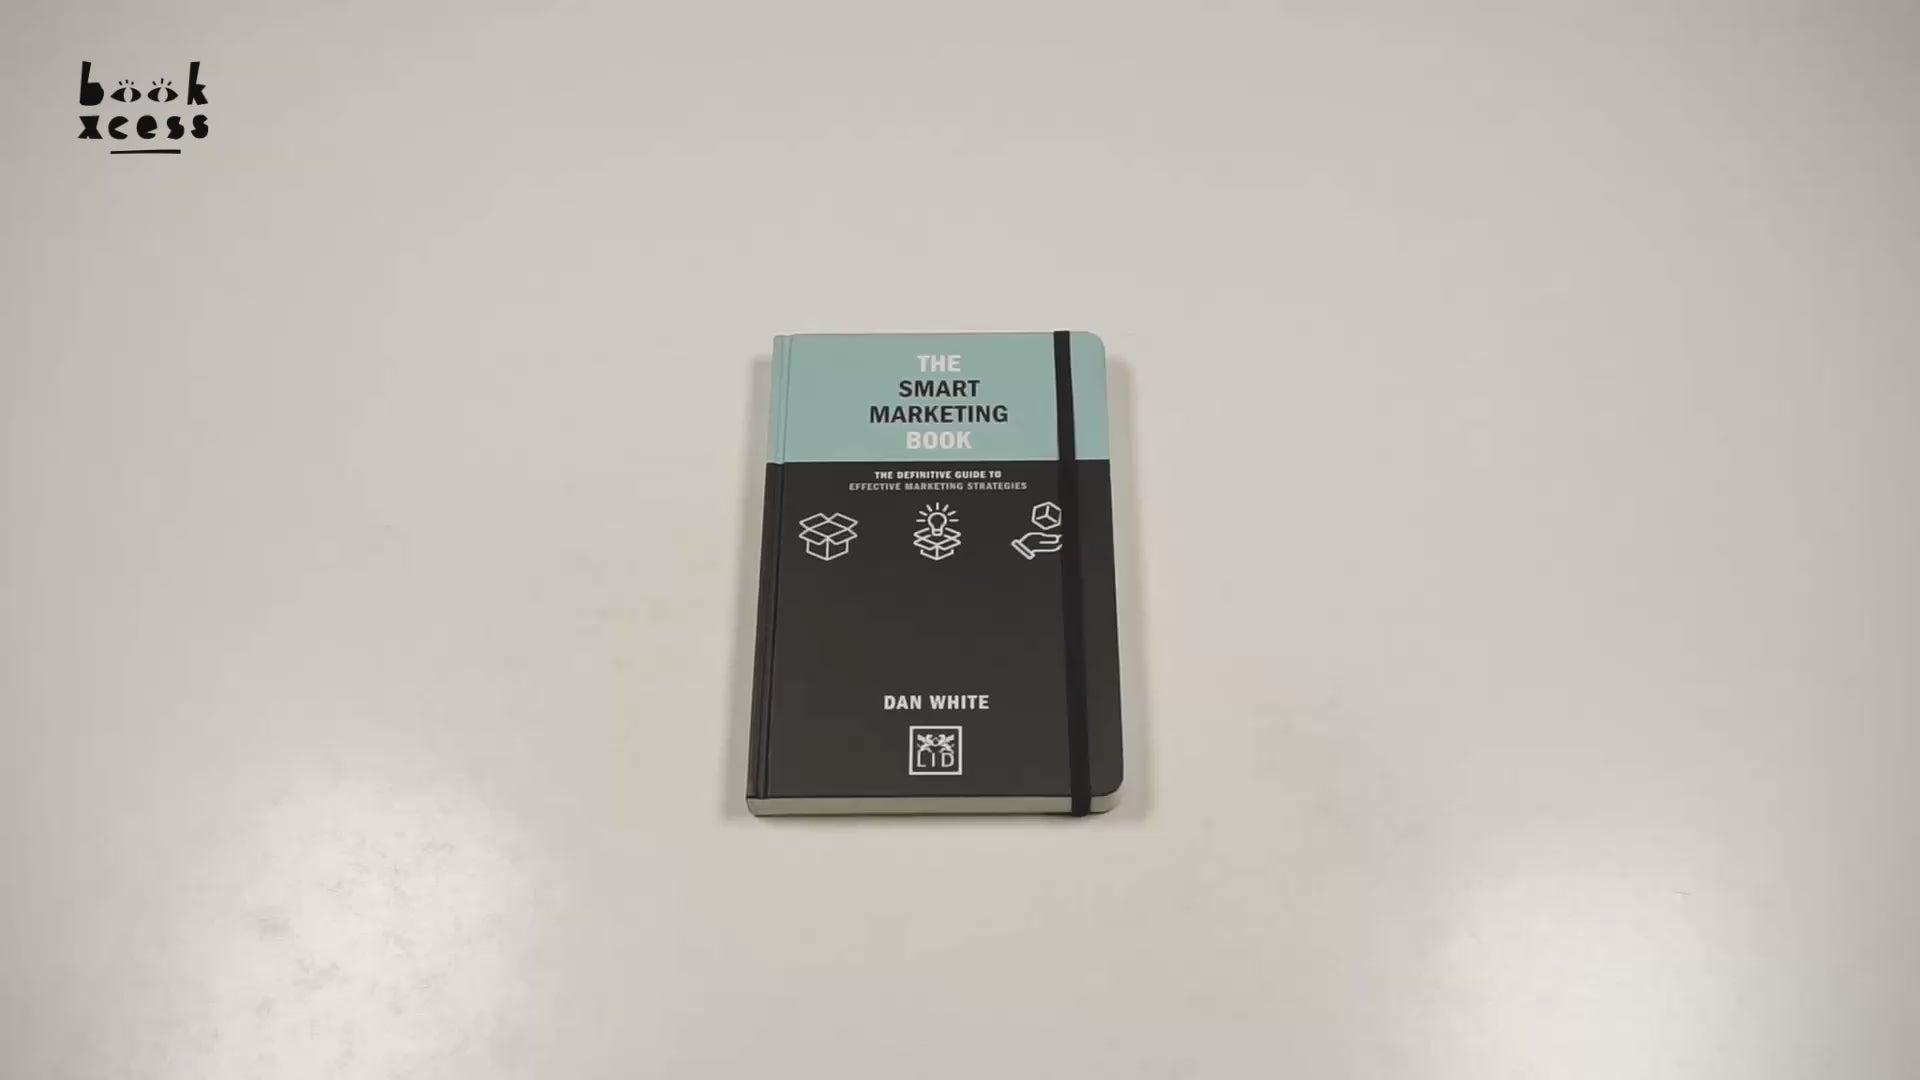 book
xcess
THE
SMART
MARKETING
BOOK
THE DEFINITIVE GUIDE TO
EFFECTIVE MARKETING STRATEGIES
DAN WHITE
LID